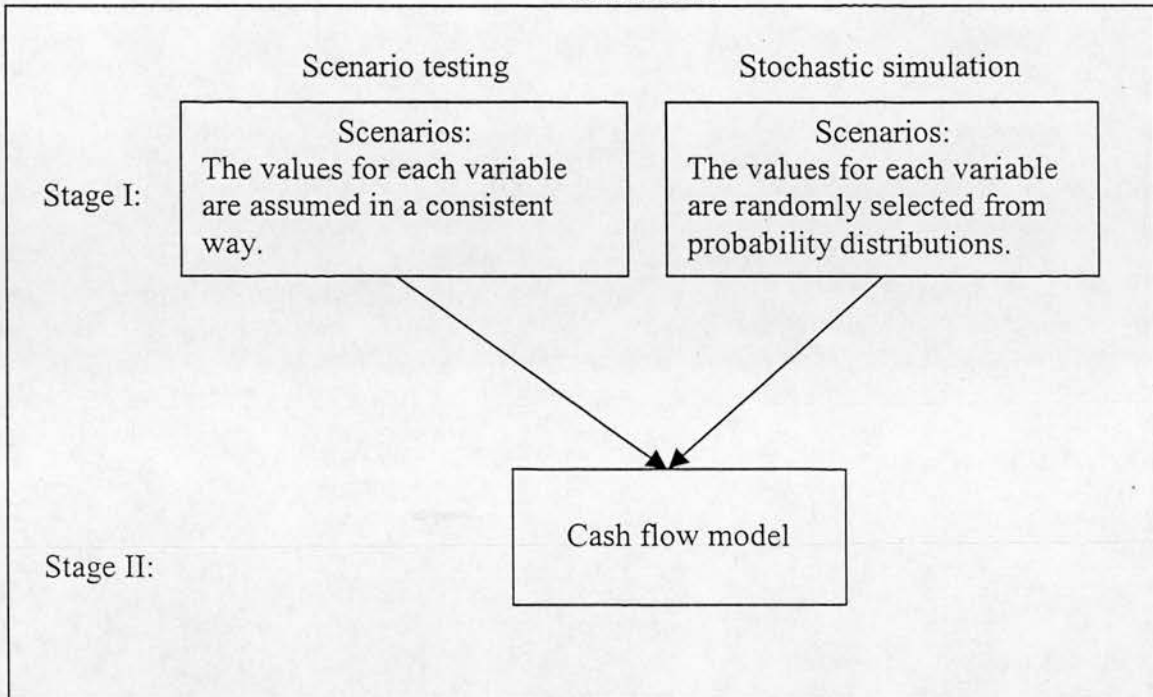 Scenario testing
Stochastic simulation
Stage I:
Scenarios:
The values for each variable
are assumed in a consistent
way.
Scenarios:
The values for each variable
are randomly selected from
probability distributions.
Cash flow model
Stage II: